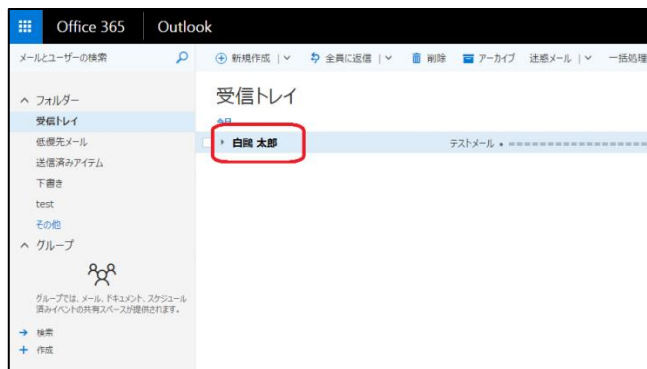 Office 365 Outlook
メールとユーザーの検索
新規作成 | 全員に返信 | 削除 アーカイブ 迷惑メール | 一括処理
フォルダー
受信トレイ
低優先メール
送信済みアイテム
下書き
test
その他
グループ
グループでは、メール、ドキュメント、スケジュール
済みイベントの共有スペースが提供されます。
検索
作成
受信トレイ
今日
白鷗 太郎 テストメール • ====================